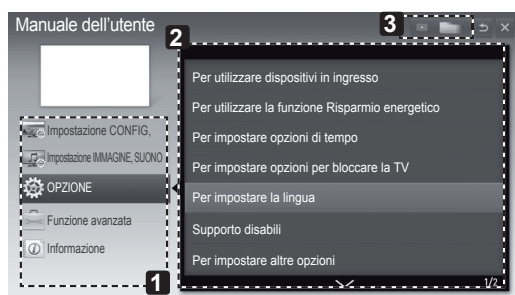 Manuale dell'utente
3
2
Impostazione CONFIG,
Impostazione IMMAGINE, SUONO
OPZIONE
Funzione avanzata
Informazione
1
Per utilizzare dispositivi in ingresso
Per utilizzare la funzione Risparmio energetico
Per impostare opzioni di tempo
Per impostare opzioni per bloccare la TV
Per impostare la lingua
Supporto disabili
Per impostare altre opzioni
1/2